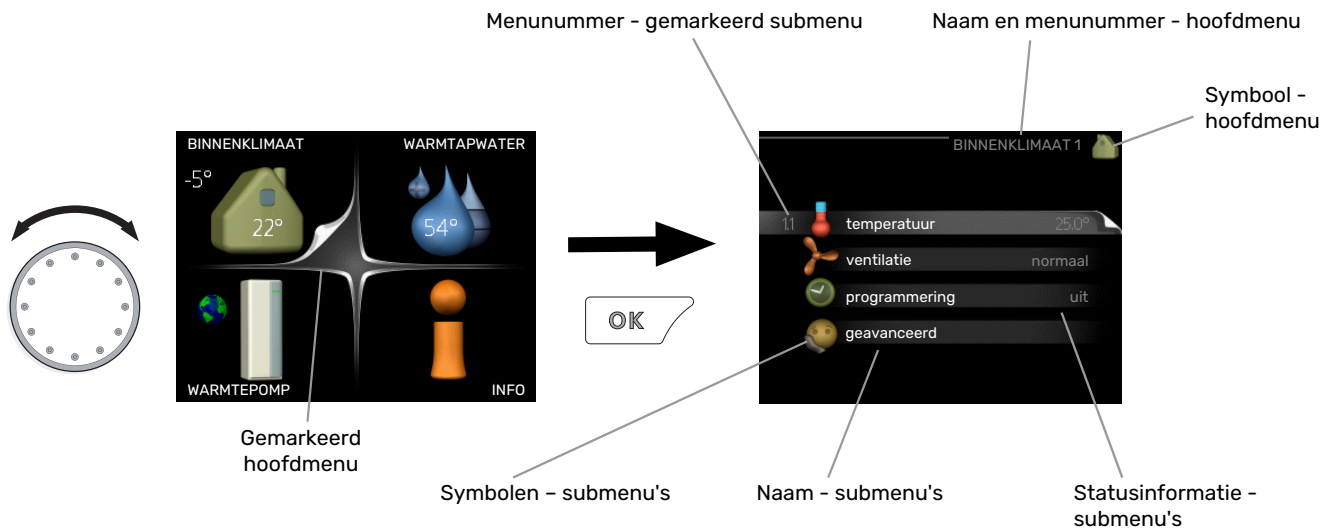 Menunummer - gemarkeerd submenu
Naam en menunummer - hoofdmenu
Symbool -
hoofdmenu
BINNENKLIMAAT
WARMTAPWATER
-5°
22°
54°
WARMTEPOMP
INFO
OK
BINNENKLIMAAT 1
1.1
temperatuur
25.0°
ventilatie
normaal
programmering
uit
geavanceerd
Gemarkeerd
hoofdmenu
Symbolen – submenu's
Naam - submenu's
Statusinformatie -
submenu's